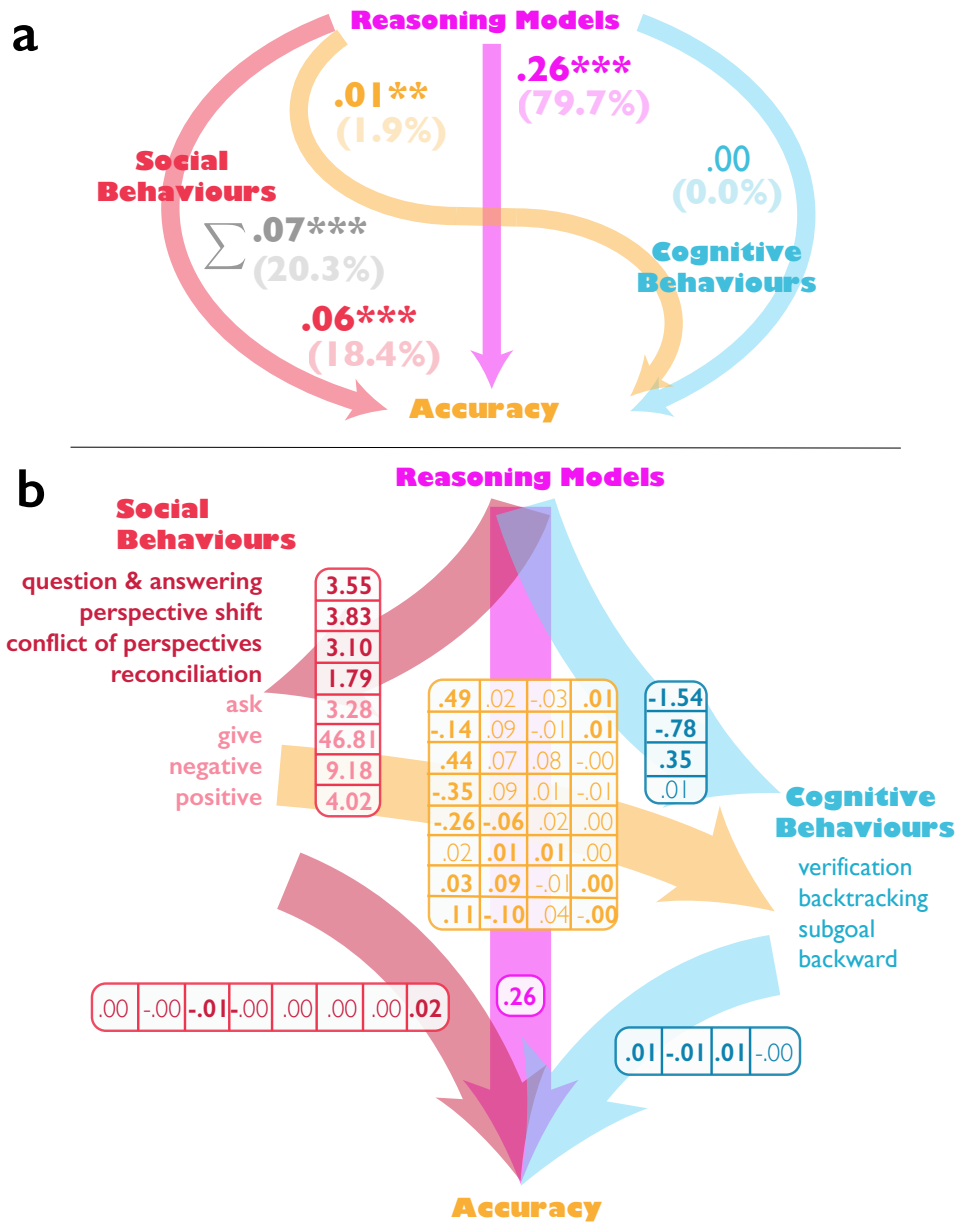 a
Reasoning Models
.26***
(79.7%)
.01**
(1.9%)
.00
(0.0%)
Social
Behaviours
∑ .07***
(20.3%)
Cognitive
Behaviours
.06***
(18.4%)
Accuracy
b
Reasoning Models
Social
Behaviours
question & answering 3.55
perspective shift 3.83
conflict of perspectives 3.10
reconciliation 1.79
ask 3.28
give 46.81
negative 9.18
positive 4.02
.49 .02 -.03 .01
-.14 .09 -.01 .01
.44 .07 .08 -.00
-.35 .09 .01 -.01
-.26 -.06 .02 .00
.02 .01 .01 .00
.03 .09 -.01 .00
.11 -.10 .04 -.00
-1.54
-.78
.35
.01
Cognitive
Behaviours
verification
backtracking
subgoal
backward
.00 -.00 -.01 -.00 .00 .00 .00 .02
.26
.01 -.01 .01 -.00
Accuracy